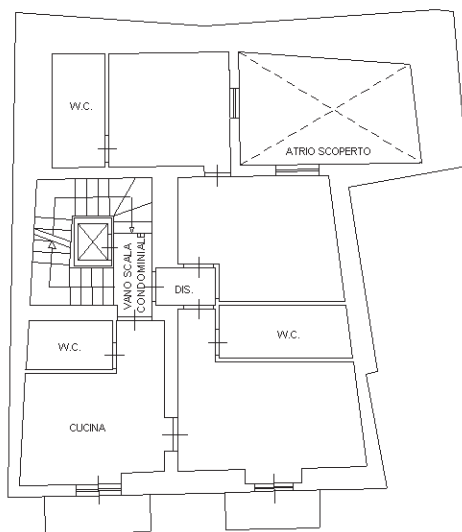 W.C.
ATRIO SCOPERTO
VANO SCALA
CONDOMINIALE
DIS.
W.C.
W.C.
CUCINA